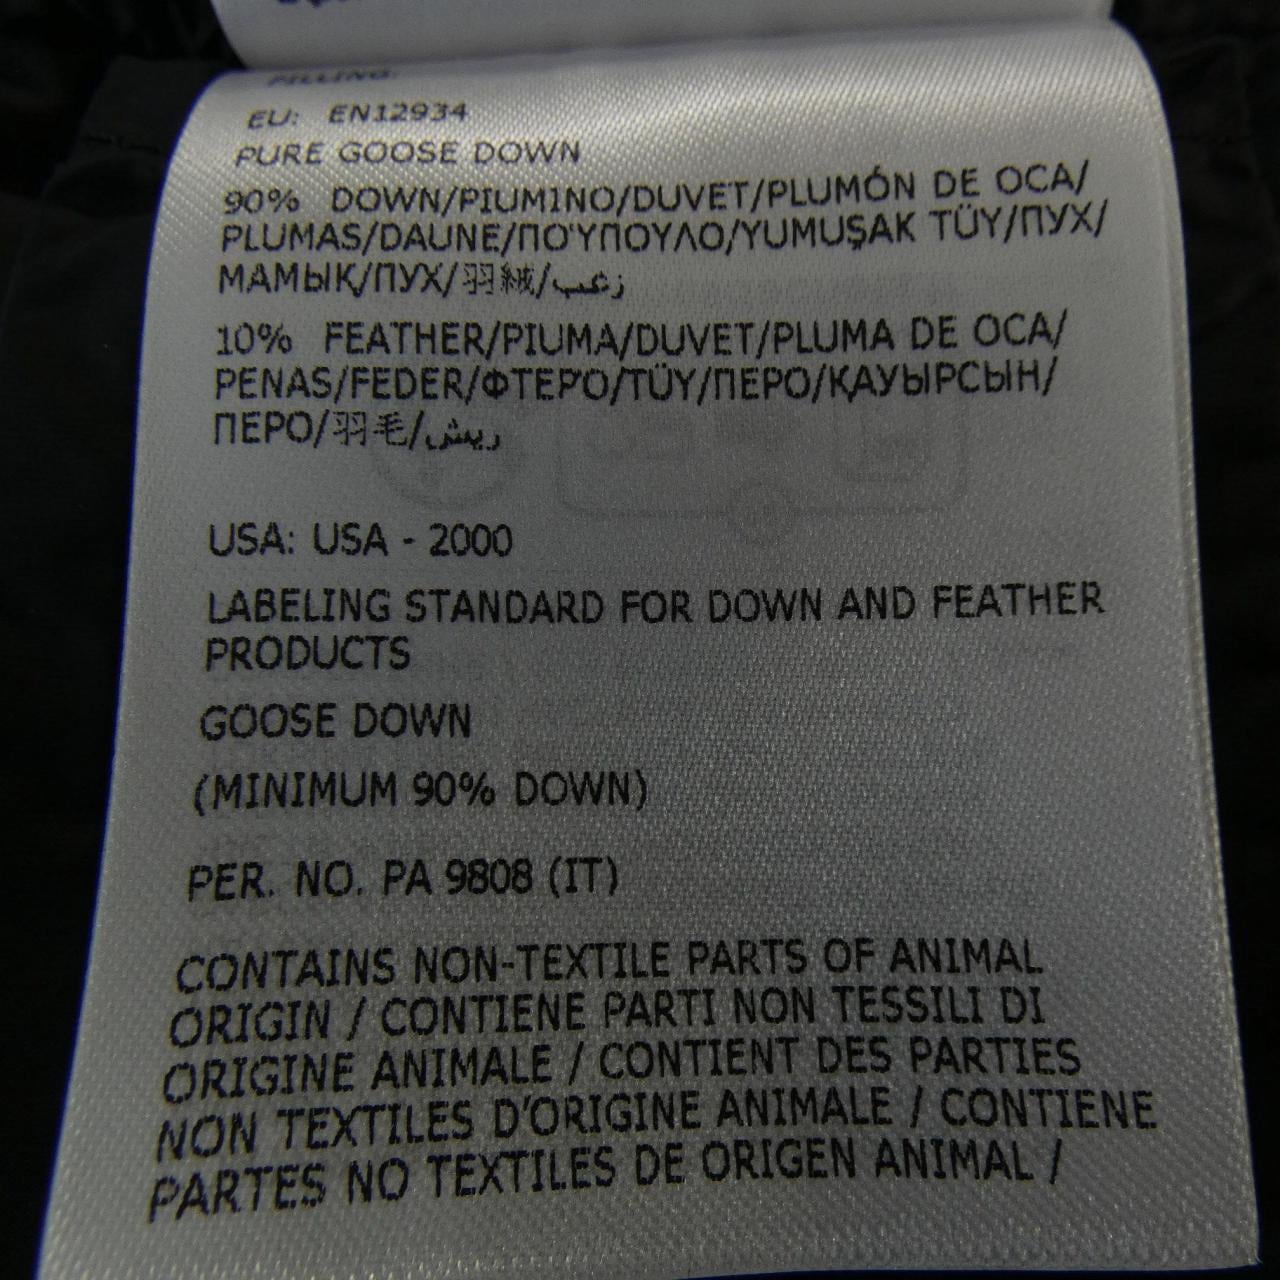 FILLING:
EU: EN12934
PURE GOOSE DOWN
90% DOWN/PIUMINO/DUVET/PLUMÓN DE OCA/
PLUMAS/DAUNE/ΠΟΎΠΟΥΛΟ/YUMUŞAK TÜY/ПУХ/
МАМЫҚ/ПУХ/羽絨/زغب
10% FEATHER/PIUMA/DUVET/PLUMA DE OCA/
PENAS/FEDER/ΦΤΕΡΌ/TÜY/ПЕРО/ҚАУЫРСЫН/
ПЕРО/羽毛/ريش
USA: USA - 2000
LABELING STANDARD FOR DOWN AND FEATHER
PRODUCTS
GOOSE DOWN
(MINIMUM 90% DOWN)
PER. NO. PA 9808 (IT)
CONTAINS NON-TEXTILE PARTS OF ANIMAL
ORIGIN / CONTIENE PARTI NON TESSILI DI
ORIGINE ANIMALE / CONTIENT DES PARTIES
NON TEXTILES D'ORIGINE ANIMALE / CONTIENE
PARTES NO TEXTILES DE ORIGEN ANIMAL /